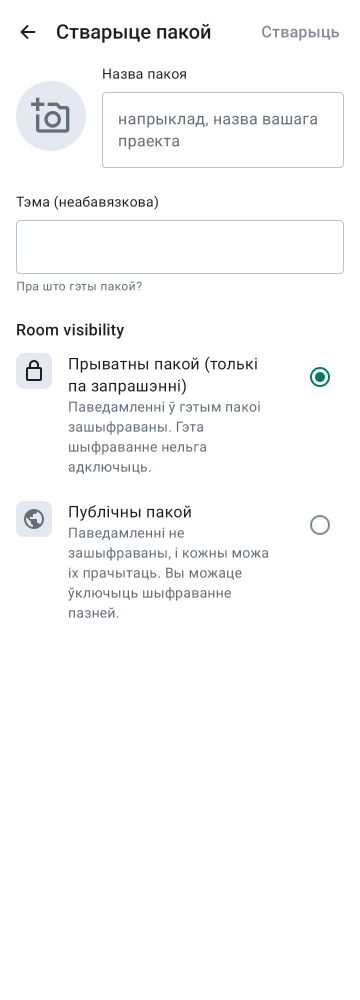 Стварыце пакой
Стварыць
Назва пакоя
напрыклад, назва вашага
праекта
Тэма (неабавязкова)
Пра што гэты пакой?
Room visibility
Прыватны пакой (толькі
па запрашэнні)
Паведамленні ў гэтым пакоі
зашыфраваны. Гэта
шыфраванне нельга
адключыць.
Публічны пакой
Паведамленні не
зашыфраваны, і кожны можа
іх прачытаць. Вы можаце
ўключыць шыфраванне
пазней.